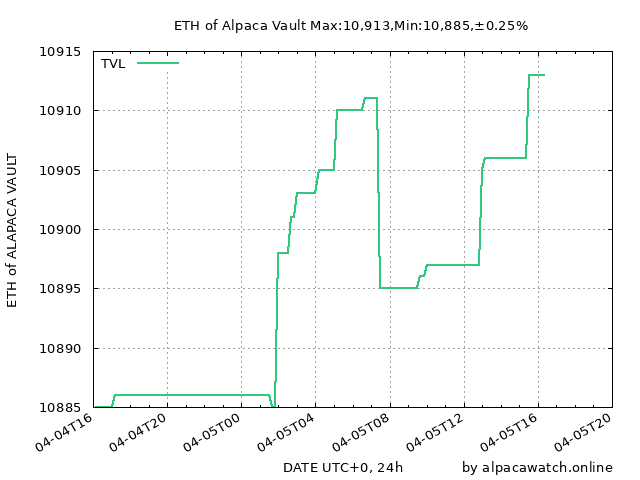 ETH of Alpaca Vault Max:10,913,Min:10,885,±0.25%
TVL
10915
10910
10905
10900
10895
10890
10885
ETH of ALAPACA VAULT
04-04T16
04-04T20
04-05T00
04-05T04
04-05T08
04-05T12
04-05T16
04-05T20
DATE UTC+0, 24h
by alpacawatch.online